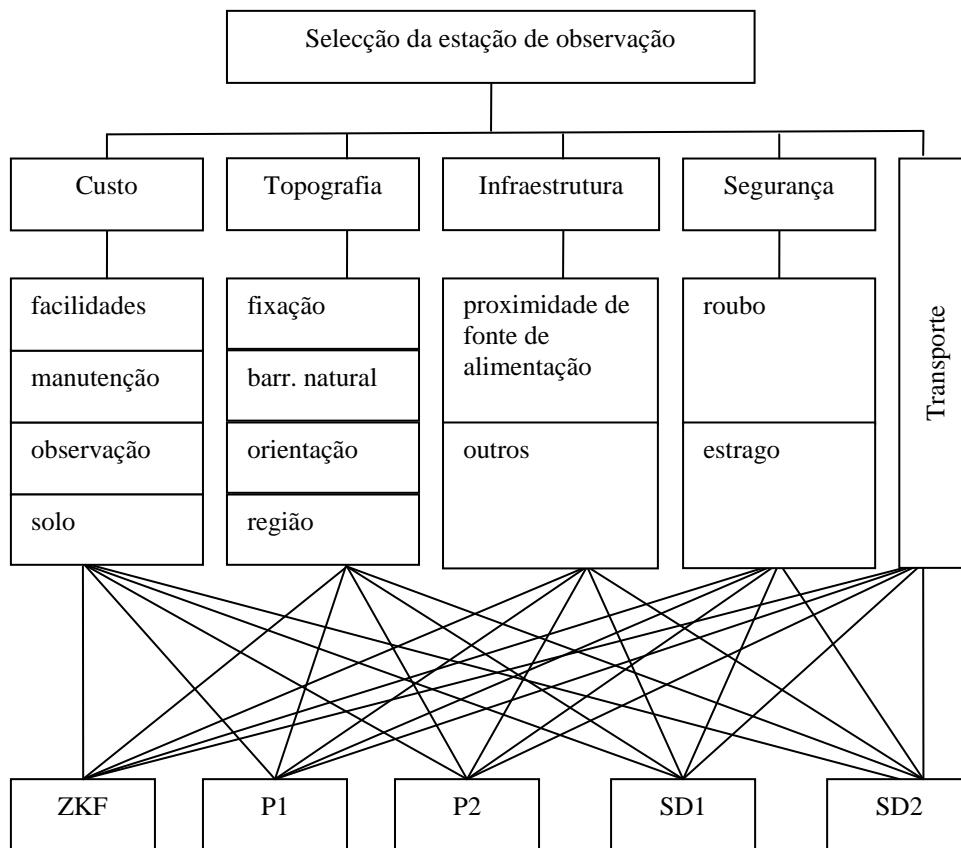 Selecção da estação de observação
Custo
Topografia
Infraestrutura
Segurança
Transporte
facilidades
manutenção
observação
solo
fixação
barr. natural
orientação
região
proximidade de
fonte de
alimentação
outros
roubo
estrago
ZKF
P1
P2
SD1
SD2